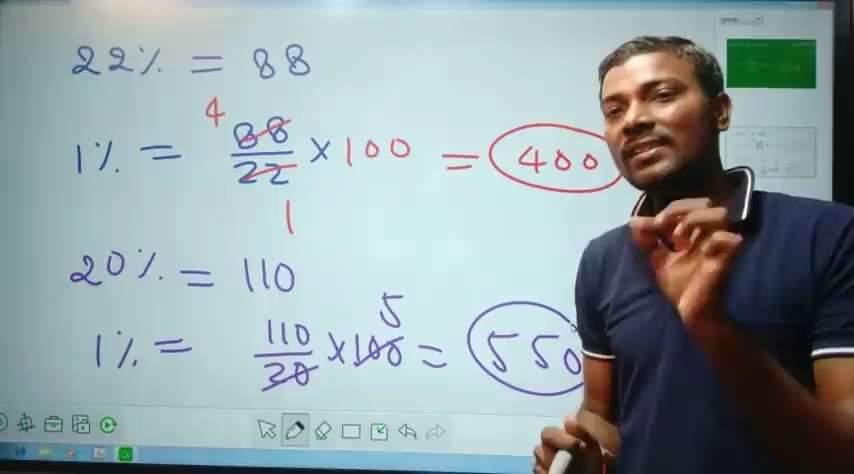 22% = 88
1% = 88/22 × 100 = 400
4
1
20% = 110
1% = 110/20 × 100 = 550
5